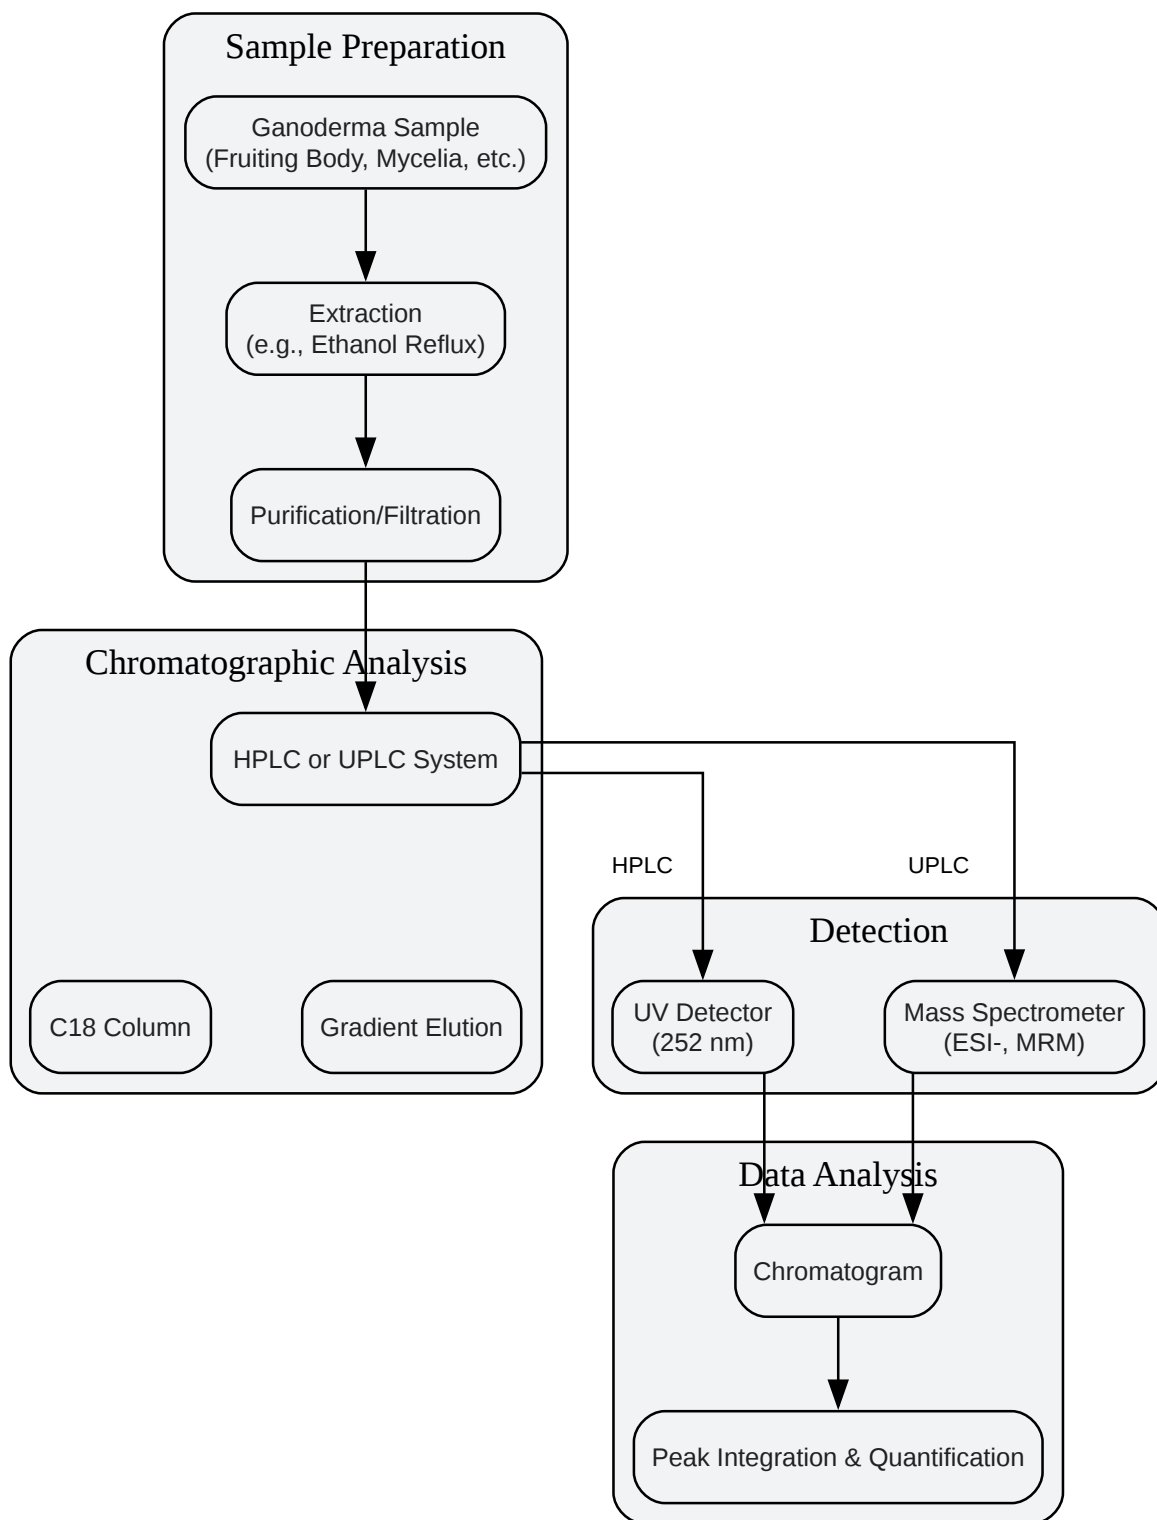 Sample Preparation
Ganoderma Sample
(Fruiting Body, Mycelia, etc.)
Extraction
(e.g., Ethanol Reflux)
Purification/Filtration
Chromatographic Analysis
HPLC or UPLC System
HPLC
UPLC
Detection
C18 Column
Gradient Elution
UV Detector
(252 nm)
Mass Spectrometer
(ESI-, MRM)
Data Analysis
Chromatogram
Peak Integration & Quantification